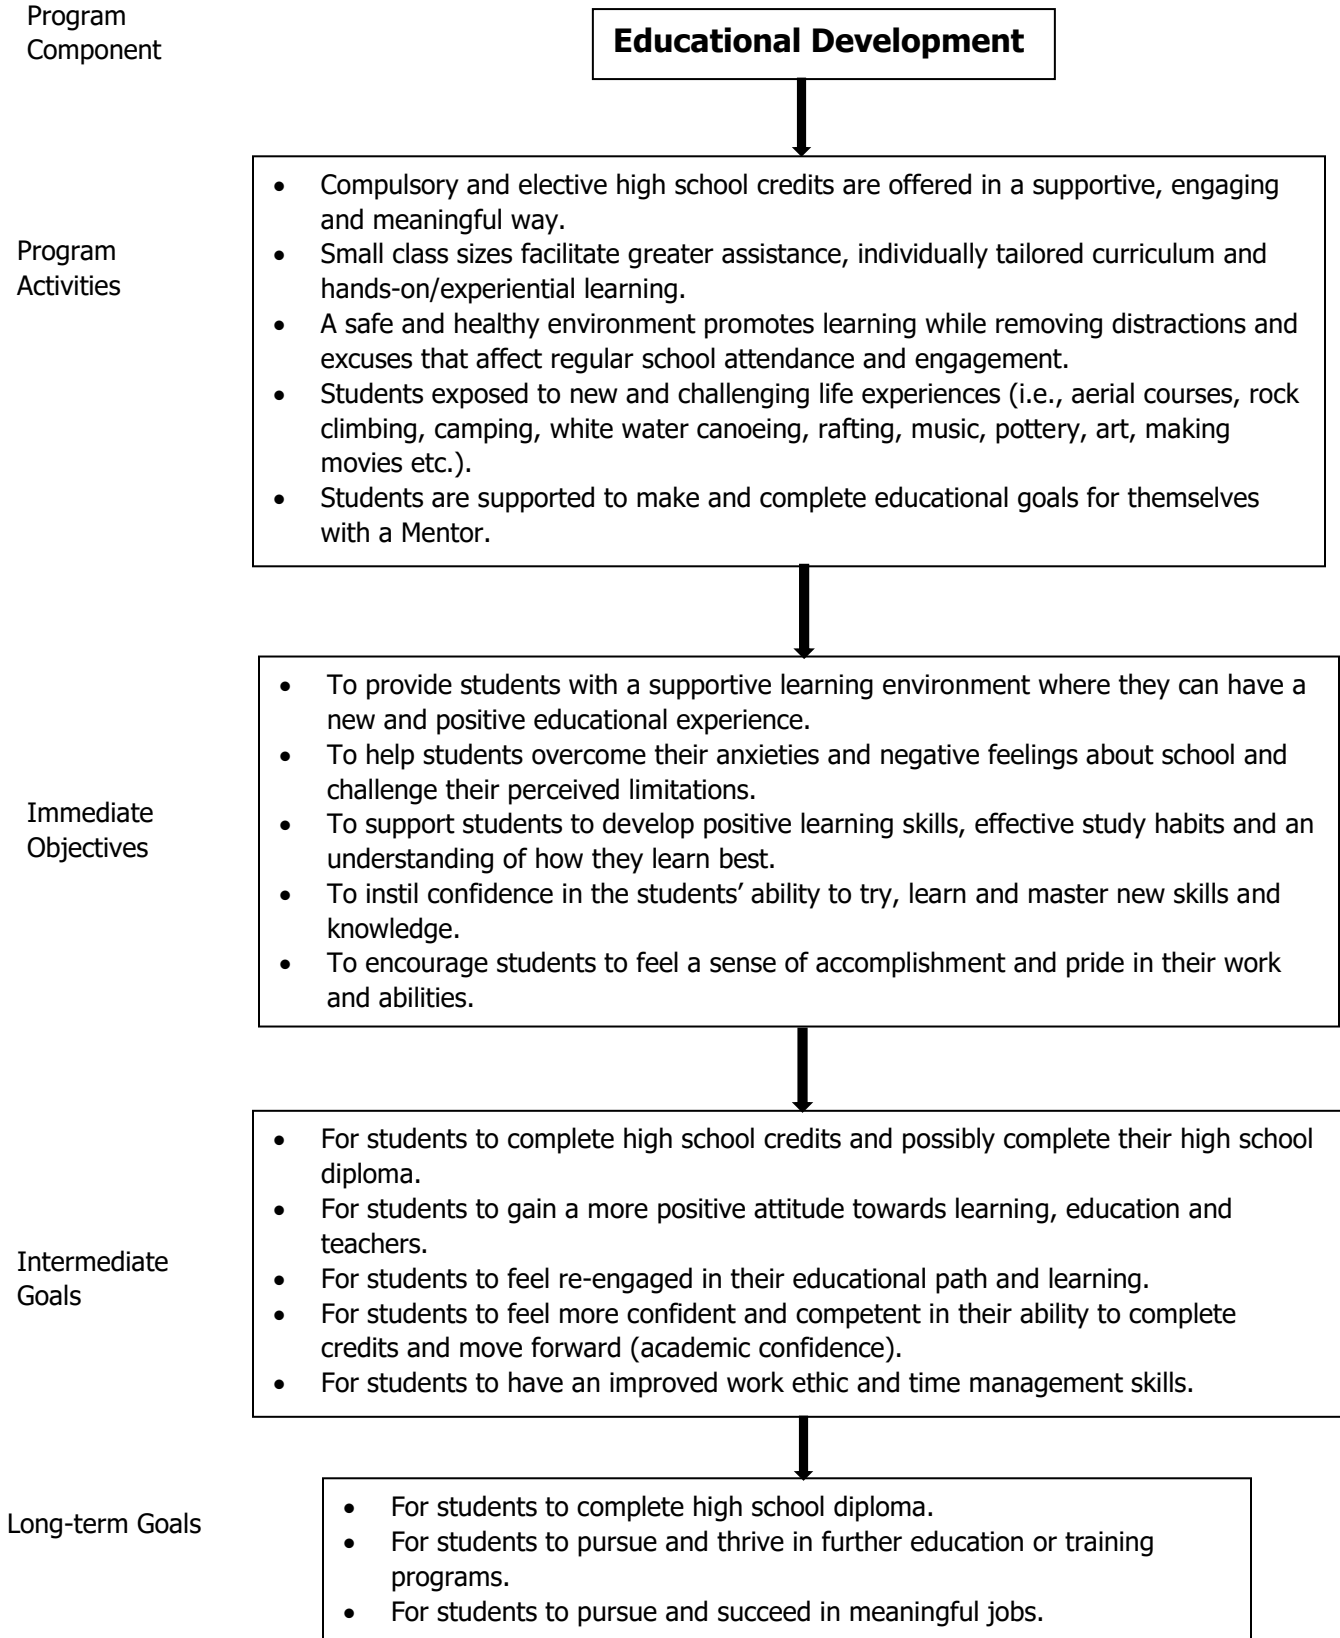 Program
Component
Educational Development
Program
Activities
• Compulsory and elective high school credits are offered in a supportive, engaging
and meaningful way.
• Small class sizes facilitate greater assistance, individually tailored curriculum and
hands-on/experiential learning.
• A safe and healthy environment promotes learning while removing distractions and
excuses that affect regular school attendance and engagement.
• Students exposed to new and challenging life experiences (i.e., aerial courses, rock
climbing, camping, white water canoeing, rafting, music, pottery, art, making
movies etc.).
• Students are supported to make and complete educational goals for themselves
with a Mentor.
Immediate
Objectives
• To provide students with a supportive learning environment where they can have a
new and positive educational experience.
• To help students overcome their anxieties and negative feelings about school and
challenge their perceived limitations.
• To support students to develop positive learning skills, effective study habits and an
understanding of how they learn best.
• To instil confidence in the students’ ability to try, learn and master new skills and
knowledge.
• To encourage students to feel a sense of accomplishment and pride in their work
and abilities.
Intermediate
Goals
• For students to complete high school credits and possibly complete their high school
diploma.
• For students to gain a more positive attitude towards learning, education and
teachers.
• For students to feel re-engaged in their educational path and learning.
• For students to feel more confident and competent in their ability to complete
credits and move forward (academic confidence).
• For students to have an improved work ethic and time management skills.
Long-term Goals
• For students to complete high school diploma.
• For students to pursue and thrive in further education or training
programs.
• For students to pursue and succeed in meaningful jobs.